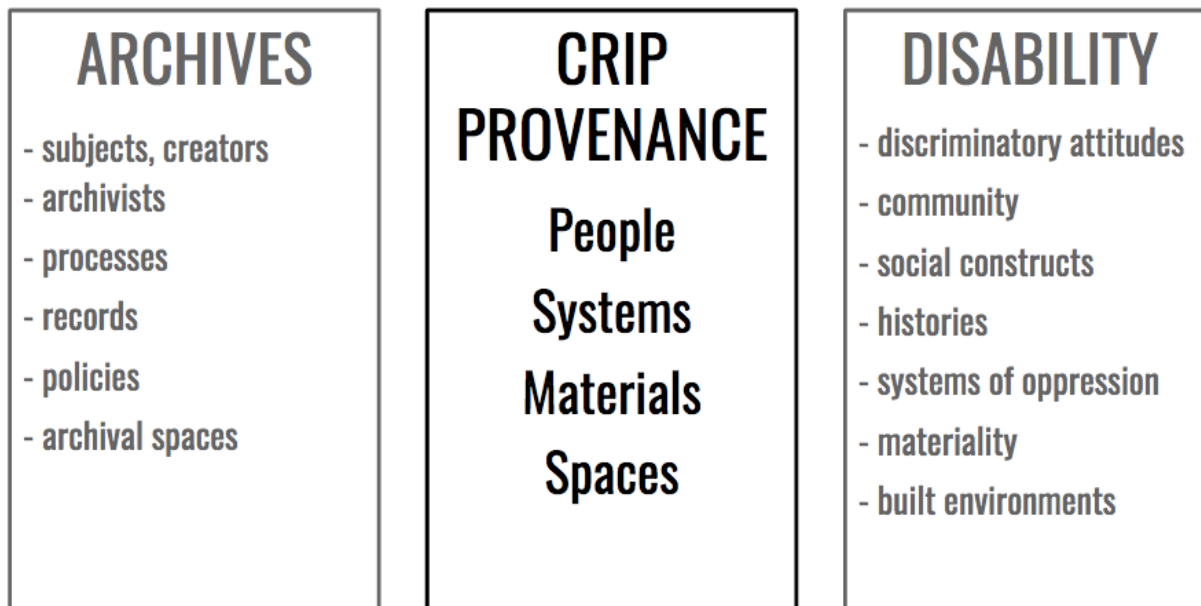 ARCHIVES
- subjects, creators
- archivists
- processes
- records
- policies
- archival spaces
CRIP
PROVENANCE
People
Systems
Materials
Spaces
DISABILITY
- discriminatory attitudes
- community
- social constructs
- histories
- systems of oppression
- materiality
- built environments